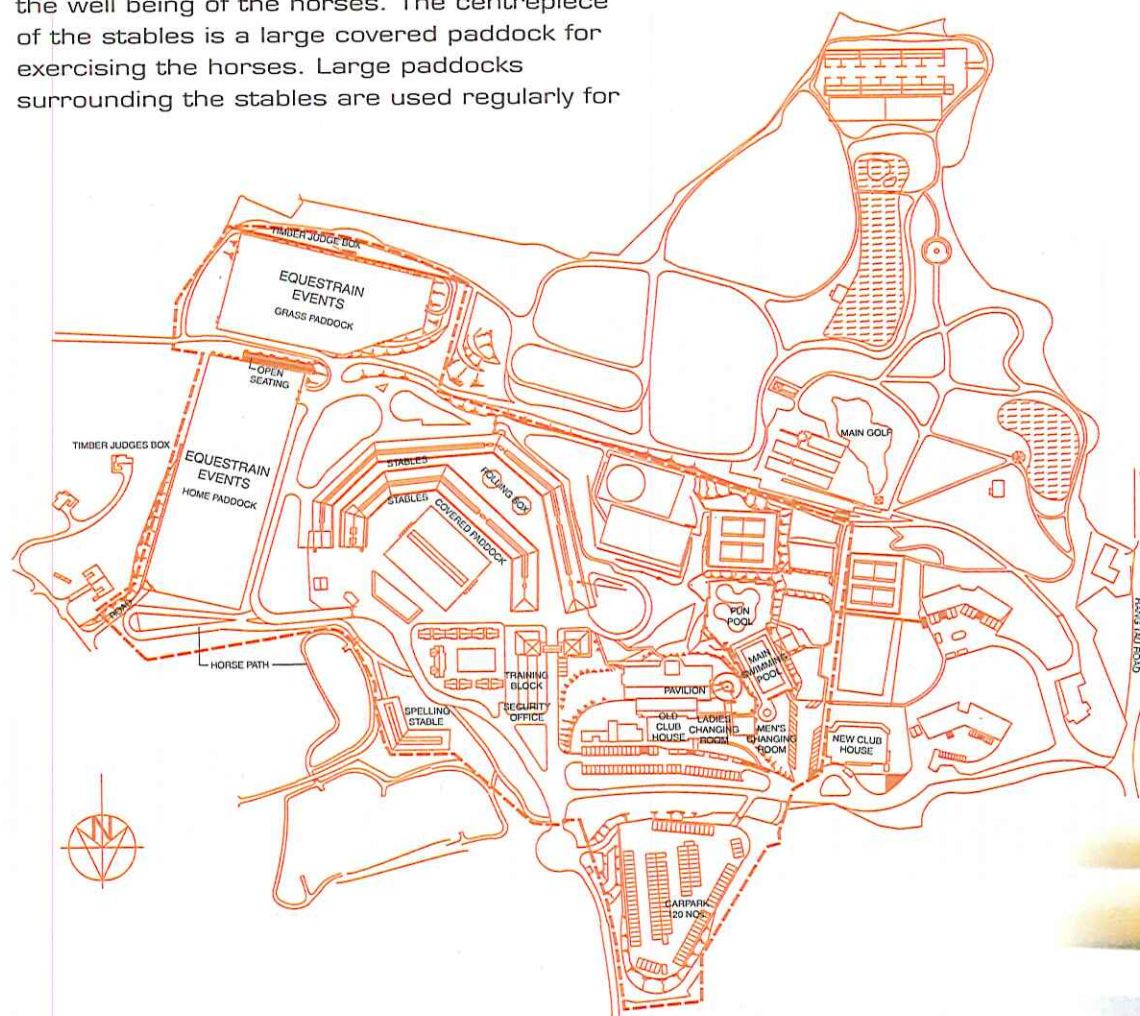 the well being of the horses. The centrepiece
of the stables is a large covered paddock for
exercising the horses. Large paddocks
surrounding the stables are used regularly for
TIMBER JUDGE BOX
EQUESTRAIN
EVENTS
GRASS PADDOCK
OPEN
SEATING
TIMBER JUDGES BOX
EQUESTRAIN
EVENTS
HOME PADDOCK
STABLES
STABLES
ROLLING BOX
COVERED PADDOCK
MAIN GOLF
ROAD
HORSE PATH
FUN
POOL
MAIN
SWIMMING
POOL
TRAINING
BLOCK
SECURITY
OFFICE
PAVILION
SPELLING
STABLE
OLD
CLUB
HOUSE
LADIES
CHANGING
ROOM
MEN'S
CHANGING
ROOM
NEW CLUB
HOUSE
CARPARK
20 NOS.
N